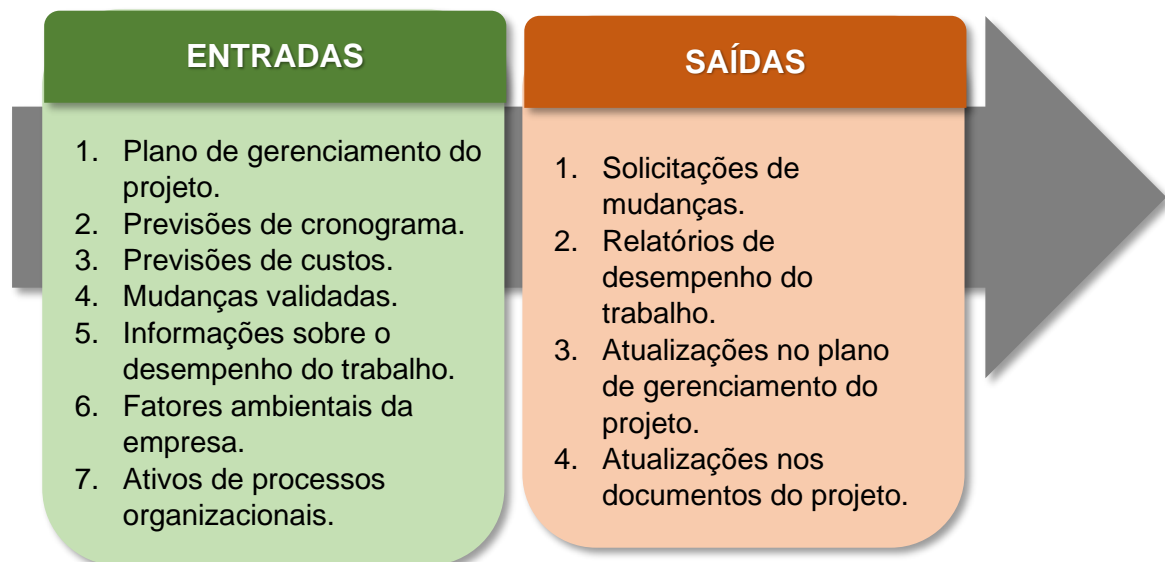 ENTRADAS
1. Plano de gerenciamento do
projeto.
2. Previsões de cronograma.
3. Previsões de custos.
4. Mudanças validadas.
5. Informações sobre o
desempenho do trabalho.
6. Fatores ambientais da
empresa.
7. Ativos de processos
organizacionais.
SAÍDAS
1. Solicitações de
mudanças.
2. Relatórios de
desempenho do
trabalho.
3. Atualizações no plano
de gerenciamento do
projeto.
4. Atualizações nos
documentos do projeto.